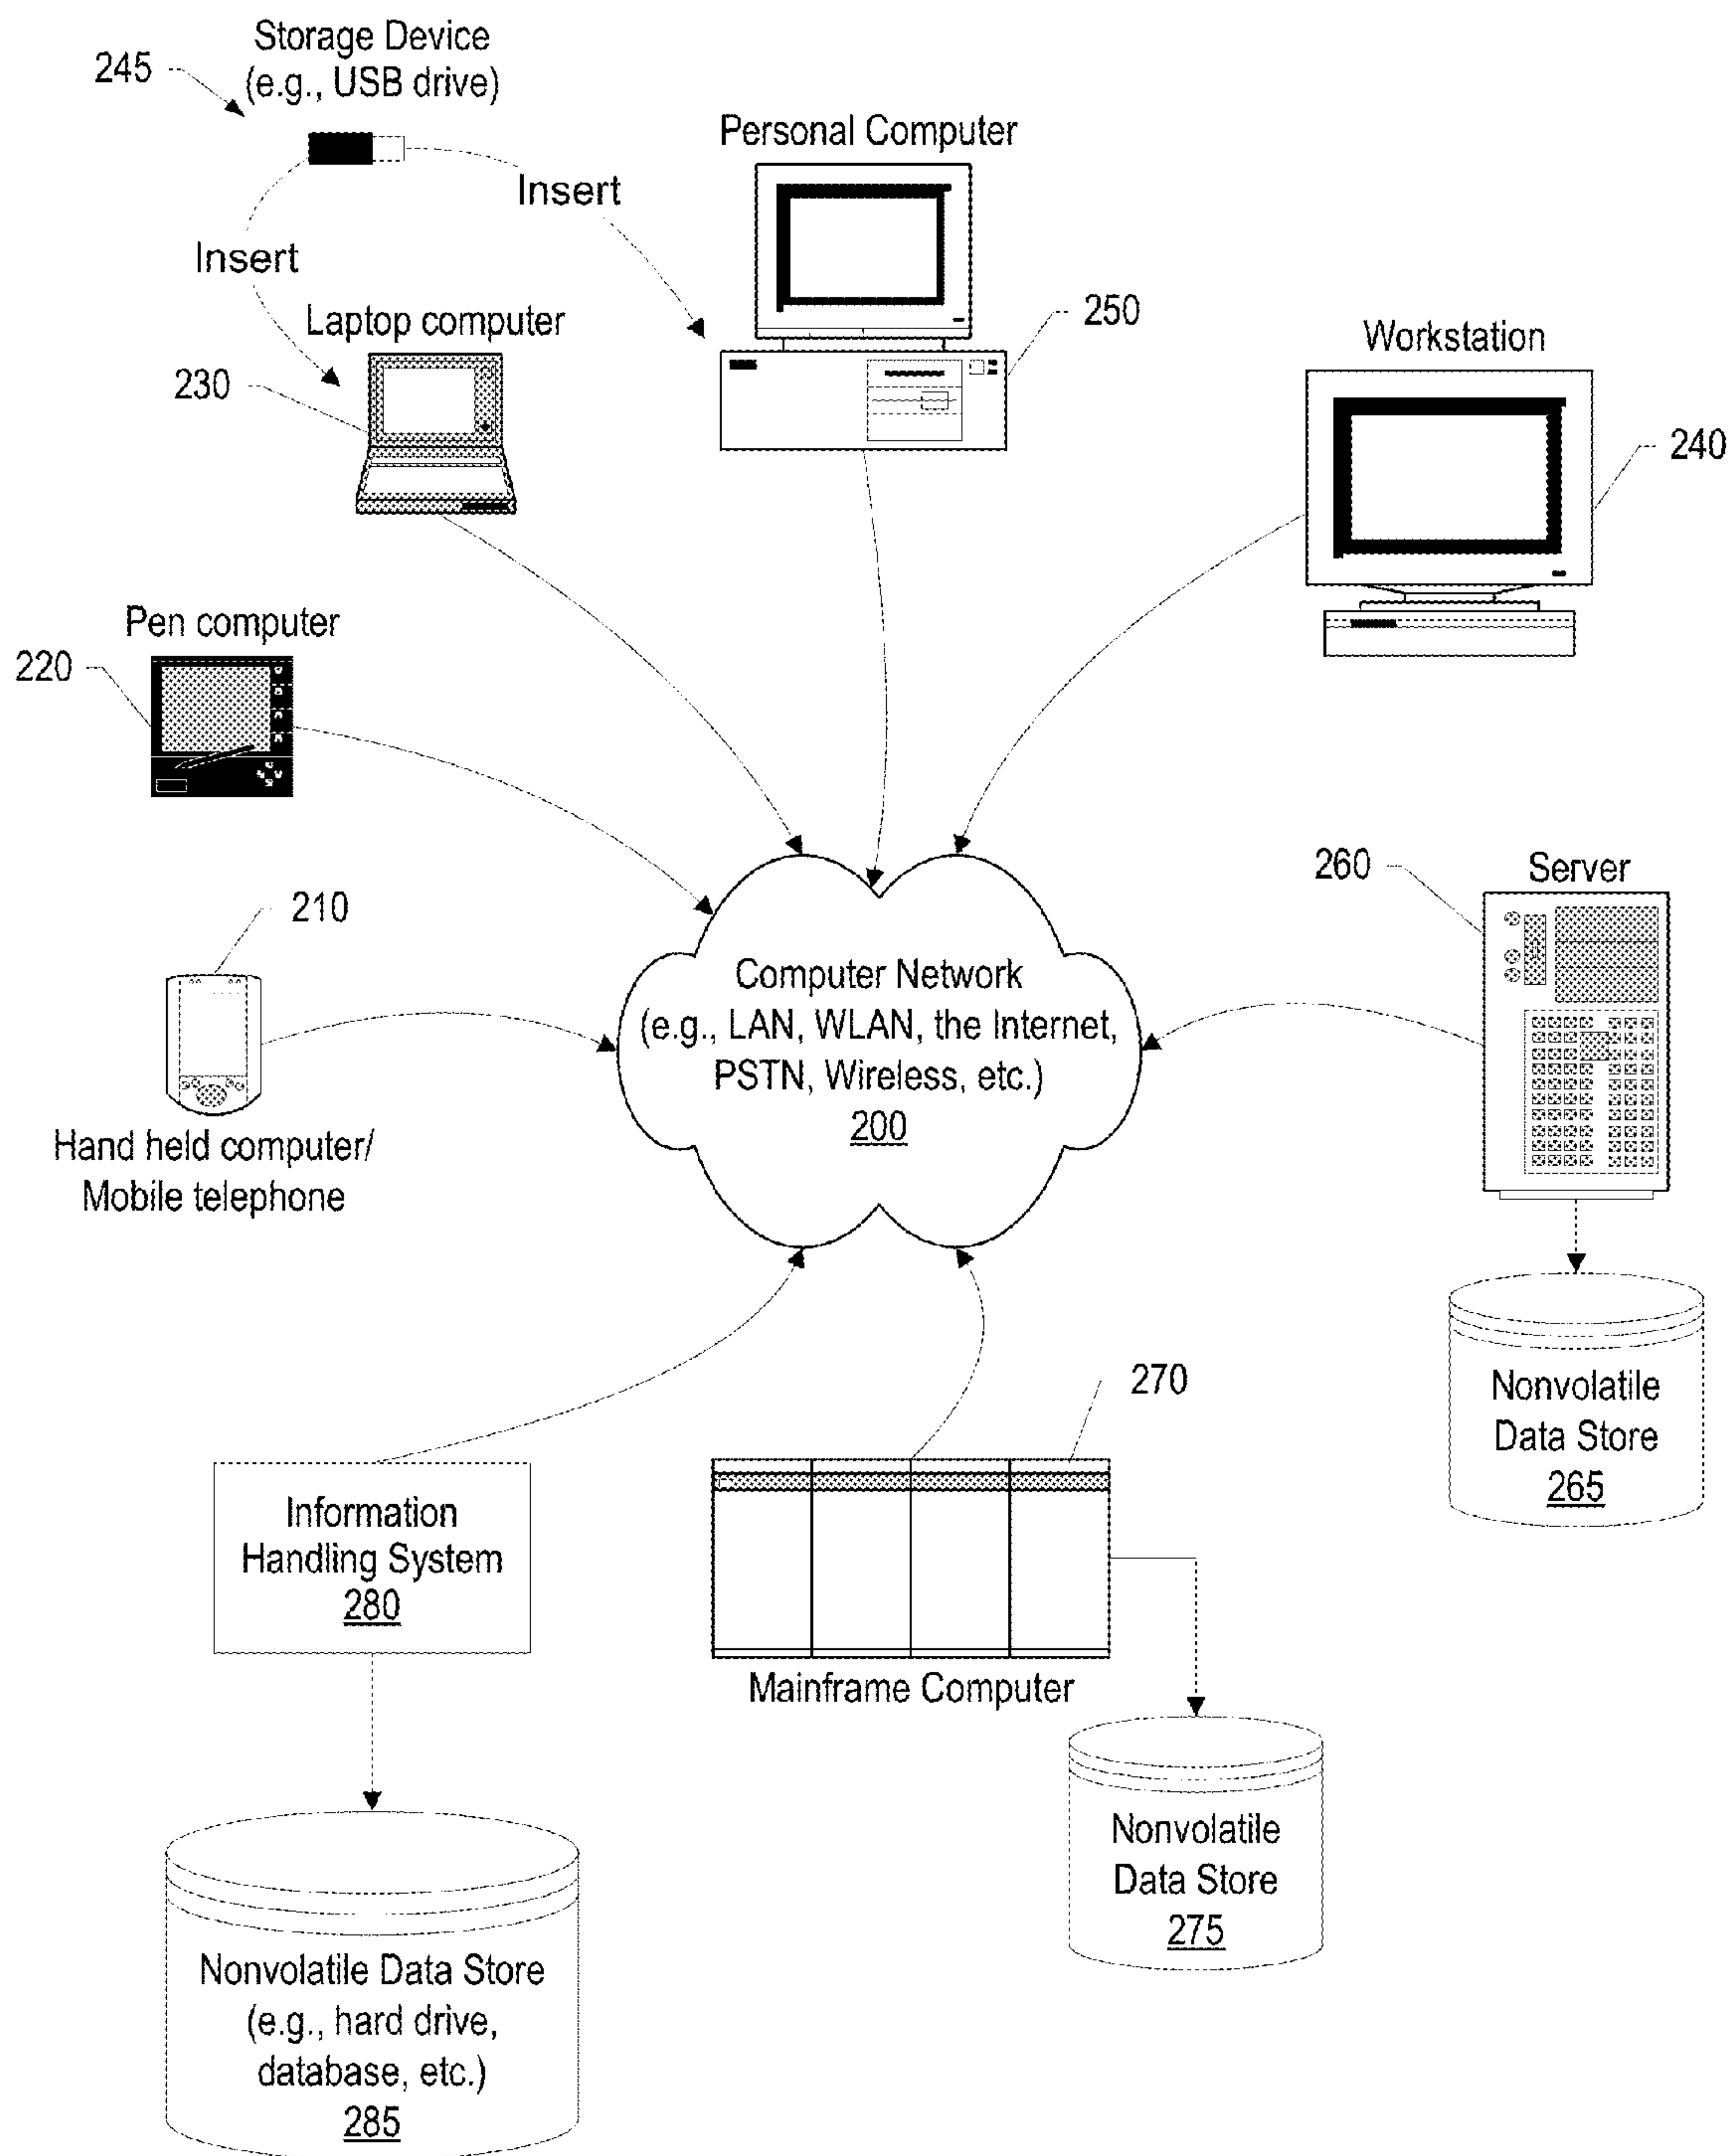 Storage Device
(e.g., USB drive)
245
Personal Computer
Insert
Insert
Laptop computer
250
Workstation
230
240
Pen computer
220
260
Server
210
Computer Network
(e.g., LAN, WLAN, the Internet,
PSTN, Wireless, etc.)
200
Hand held computer/
Mobile telephone
270
Nonvolatile
Data Store
265
Information
Handling System
280
Mainframe Computer
Nonvolatile
Data Store
275
Nonvolatile Data Store
(e.g., hard drive,
database, etc.)
285